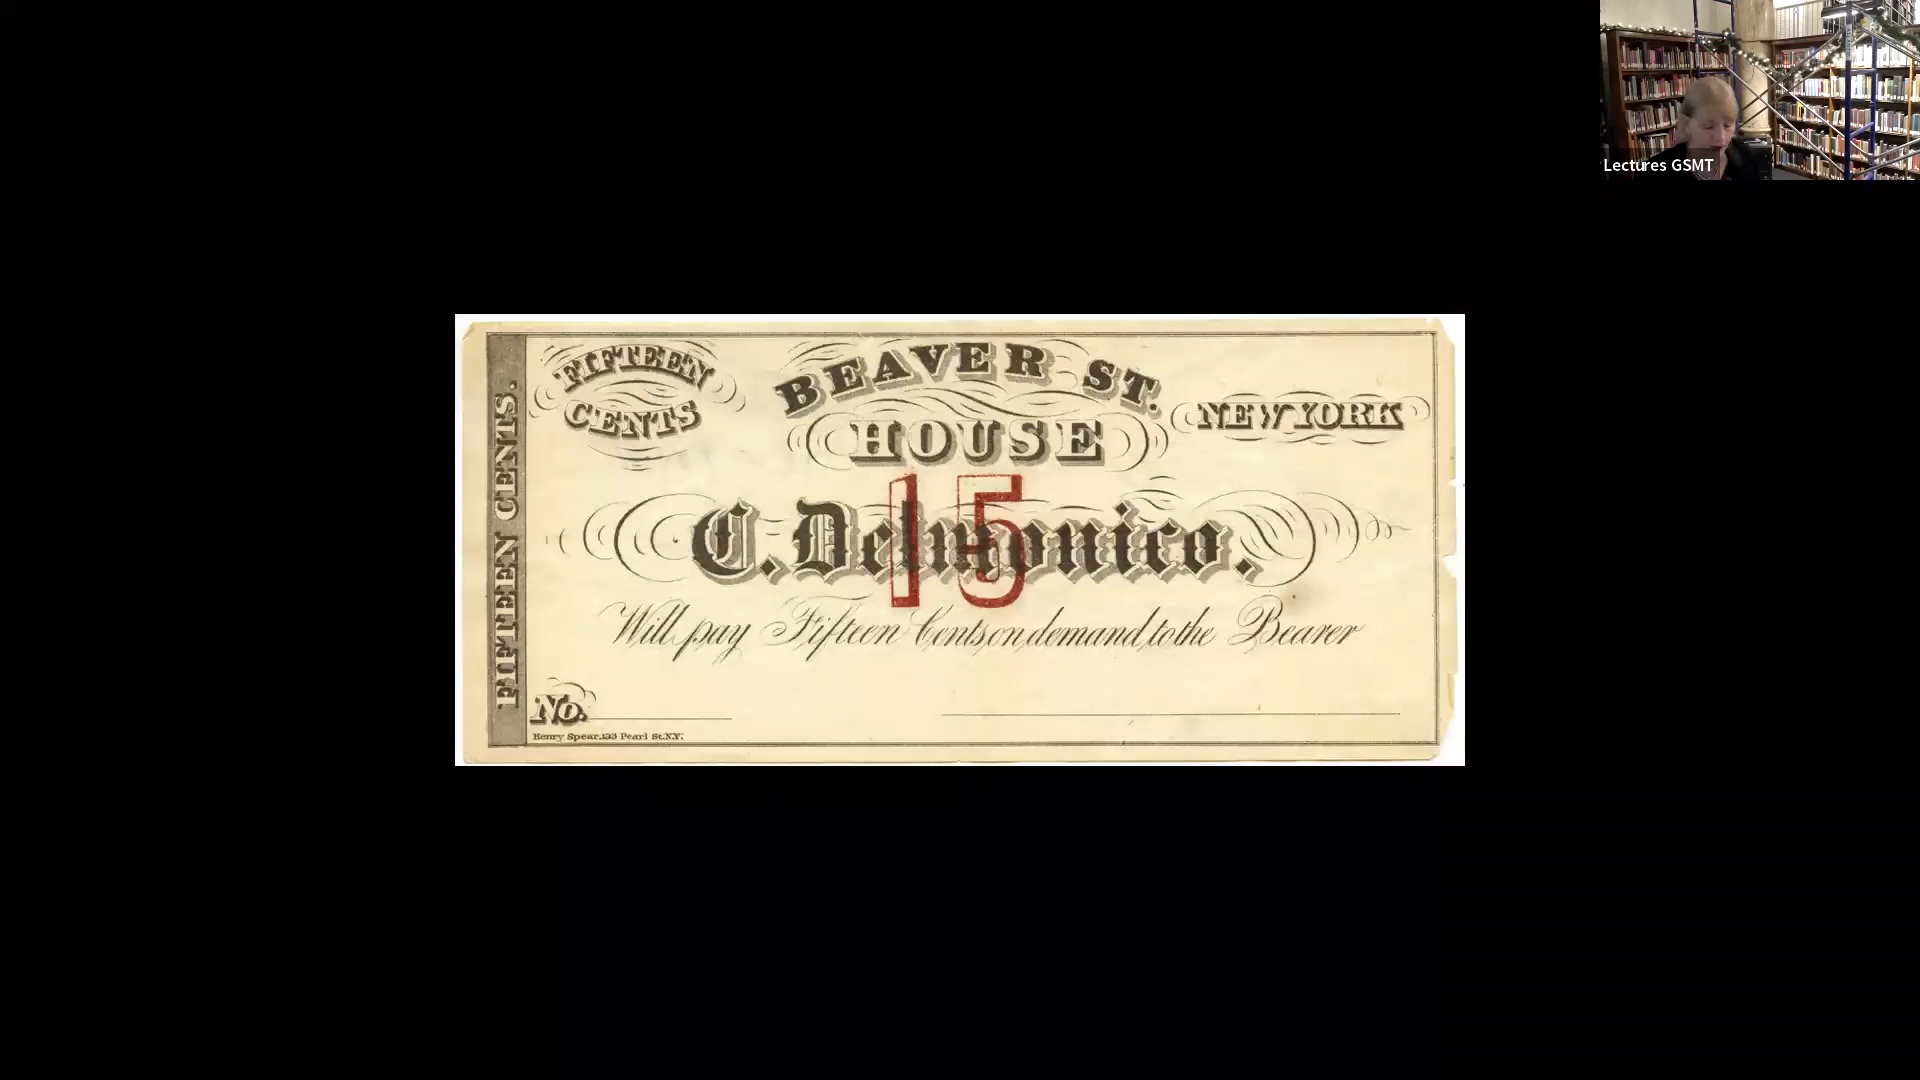 Lectures GSMT
FIFTEEN CENTS.
FIFTEEN
CENTS
BEAVER ST.
HOUSE
NEW YORK
15
C. Delmonico.
Will pay Fifteen Cents on demand to the Bearer
No.
Henry Spear, 133 Pearl St. N.Y.